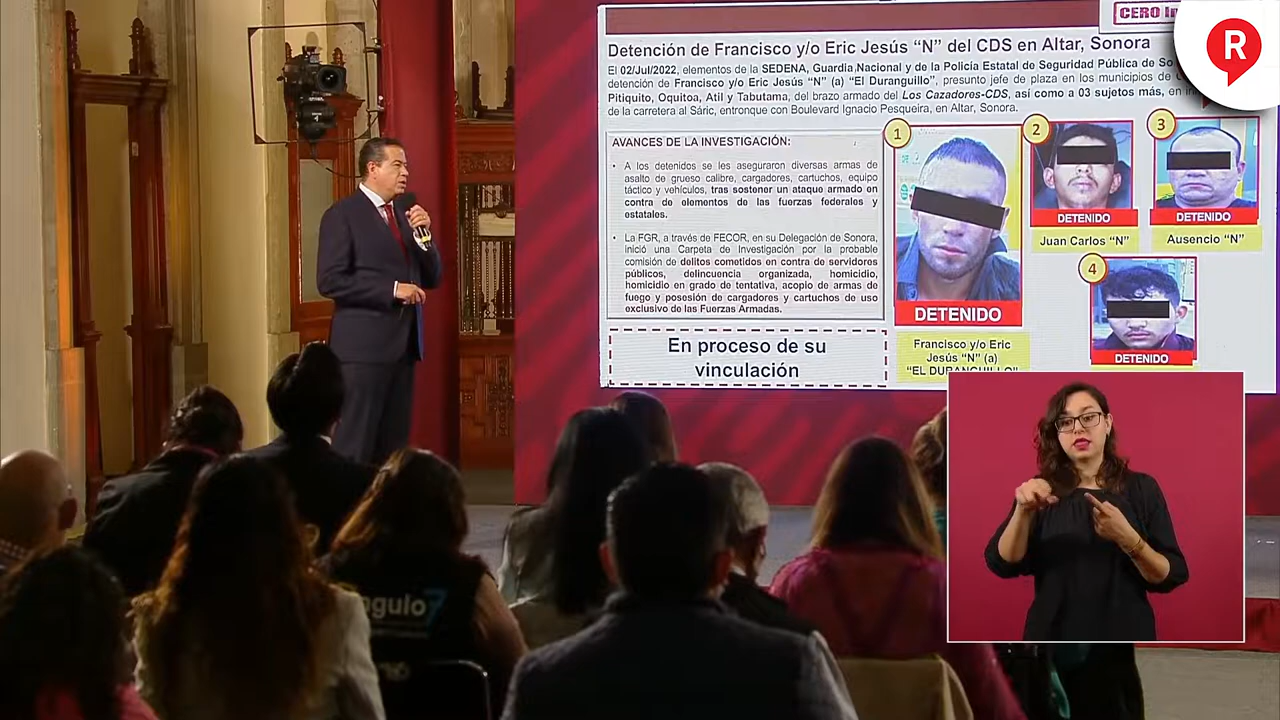 CERO
R
Detención de Francisco y/o Eric Jesús “N” del CDS en Altar, Sonora
El 02/Jul/2022, elementos de la SEDENA, Guardia Nacional y de la Policía Estatal de Seguridad Pública de
detención de Francisco y/o Eric Jesús “N” (a) “El Duranguillo”, presunto jefe de plaza en los municipios de
Pitiquito, Oquitoa, Atil y Tabutama, del brazo armado del Los Cazadores-CDS, así como a 03 sujetos más, en
de la carretera al Sáric, entronque con Boulevard Ignacio Pesqueira, en Altar, Sonora.
AVANCES DE LA INVESTIGACIÓN:
• A los detenidos se les aseguraron diversas armas de
asalto de grueso calibre, cargadores, cartuchos, equipo
táctico y vehículos, tras sostener un ataque armado en
contra de elementos de las fuerzas federales y
estatales.
• La FGR, a través de FECOR, en su Delegación de Sonora,
inició una Carpeta de Investigación por la probable
comisión de delitos cometidos en contra de servidores
públicos, delincuencia organizada, homicidio,
homicidio en grado de tentativa, acopio de armas de
fuego y posesión de cargadores y cartuchos de uso
exclusivo de las Fuerzas Armadas.
En proceso de su
vinculación
1
DETENIDO
Francisco y/o Eric
Jesús “N” (a)
“EL DURANGUILLO”
2
DETENIDO
Juan Carlos “N”
3
DETENIDO
Ausencio “N”
4
DETENIDO
ngulo7